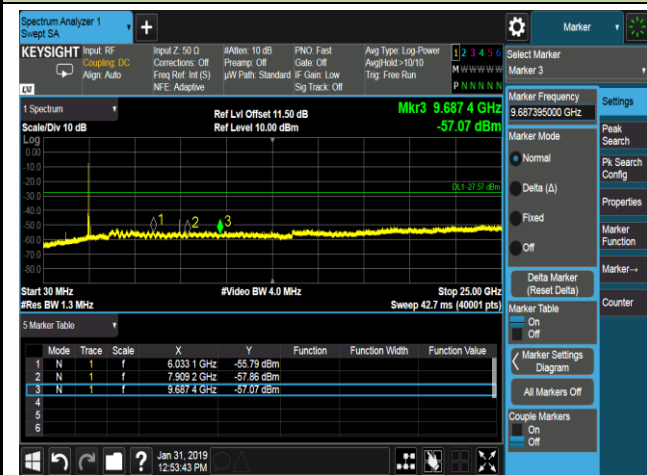 Spectrum Analyzer 1
Swept SA
+
Marker
KEYSIGHT Input: RF
Coupling: DC
Align: Auto
Input Z: 50 Ω
Corrections: Off
Freq Ref: Int (S)
NFE: Adaptive
#Atten: 10 dB
Preamp: Off
µW Path: Standard
PNO: Fast
Gate: Off
IF Gain: Low
Sig Track: Off
Avg Type: Log-Power
Avg|Hold:>10/10
Trig: Free Run
1 2 3 4 5 6
M W W W W W
P N N N N N
LXI
Select Marker
Marker 3
1 Spectrum
Scale/Div 10 dB
Ref Lvl Offset 11.50 dB
Ref Level 10.00 dBm
Mkr3 9.687 4 GHz
-57.07 dBm
Log
0.00
-10.0
-20.0
-30.0
-40.0
-50.0
-60.0
-70.0
-80.0
DL1 -27.57 dBm
1
2
3
Start 30 MHz
#Res BW 1.3 MHz
#Video BW 4.0 MHz
Stop 25.00 GHz
Sweep 42.7 ms (40001 pts)
5 Marker Table
Mode Trace Scale X Y Function Function Width Function Value
1 N 1 f 6.033 1 GHz -55.79 dBm
2 N 1 f 7.909 2 GHz -57.86 dBm
3 N 1 f 9.687 4 GHz -57.07 dBm
4
5
6
Marker Frequency
9.687395000 GHz
Marker Mode
Normal
Delta (Δ)
Fixed
Off
Delta Marker
(Reset Delta)
Marker Table
On
Off
Marker Settings
Diagram
All Markers Off
Couple Markers
On
Off
Settings
Peak
Search
Pk Search
Config
Properties
Marker
Function
Marker→
Counter
?
Jan 31, 2019
12:53:43 PM